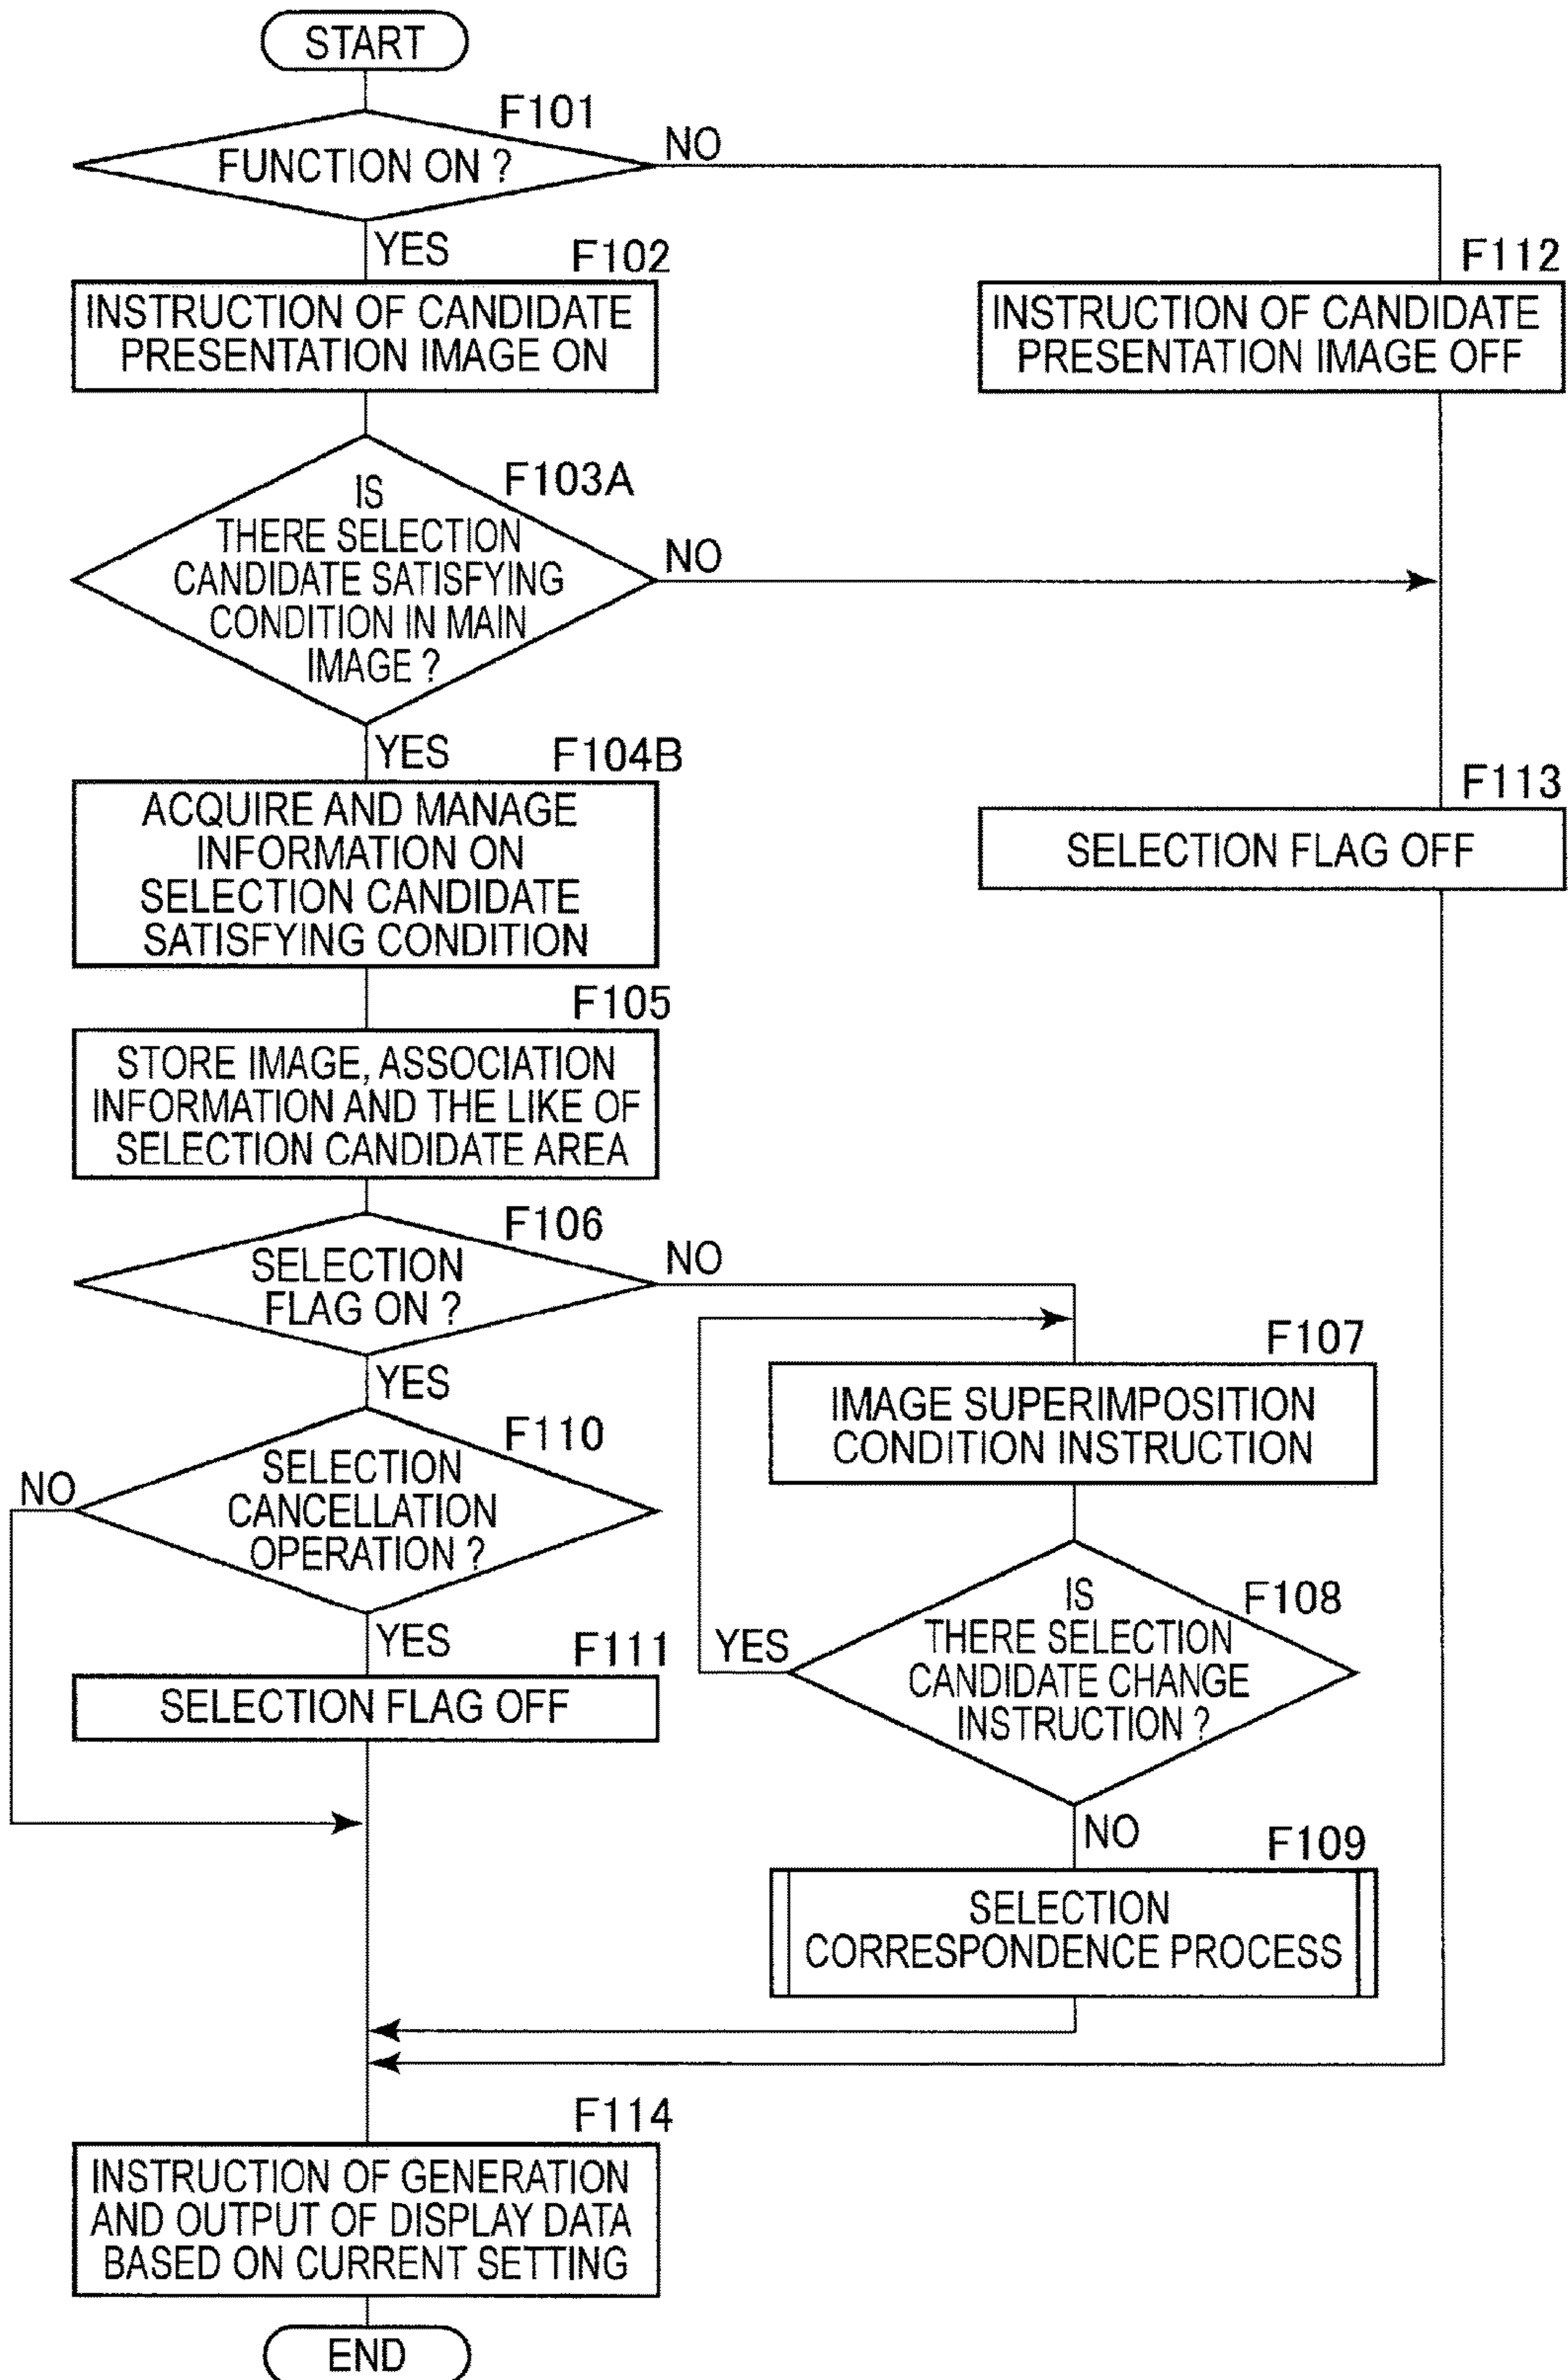 START
F101
FUNCTION ON ?
NO
YES
F102
INSTRUCTION OF CANDIDATE
PRESENTATION IMAGE ON
F112
INSTRUCTION OF CANDIDATE
PRESENTATION IMAGE OFF
F103A
IS
THERE SELECTION
CANDIDATE SATISFYING
CONDITION IN MAIN
IMAGE ?
NO
YES
F104B
ACQUIRE AND MANAGE
INFORMATION ON
SELECTION CANDIDATE
SATISFYING CONDITION
F113
SELECTION FLAG OFF
F105
STORE IMAGE, ASSOCIATION
INFORMATION AND THE LIKE OF
SELECTION CANDIDATE AREA
F106
SELECTION
FLAG ON ?
NO
YES
F107
IMAGE SUPERIMPOSITION
CONDITION INSTRUCTION
F110
SELECTION
CANCELLATION
OPERATION ?
NO
YES
F108
IS
THERE SELECTION
CANDIDATE CHANGE
INSTRUCTION ?
YES
NO
F111
SELECTION FLAG OFF
F109
SELECTION
CORRESPONDENCE PROCESS
F114
INSTRUCTION OF GENERATION
AND OUTPUT OF DISPLAY DATA
BASED ON CURRENT SETTING
END